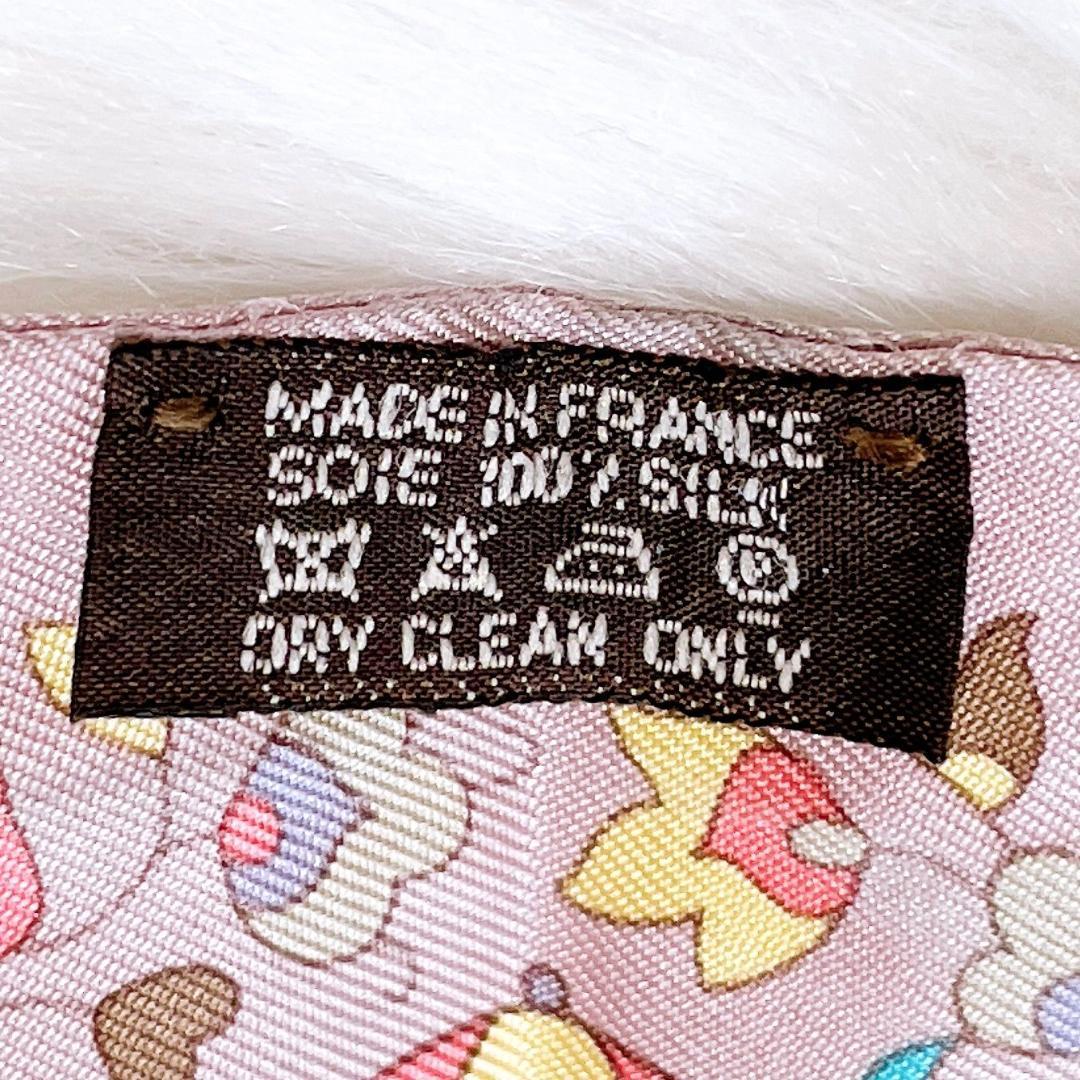 MADE IN FRANCE
SOIE 100% SILK
P
DRY CLEAN ONLY